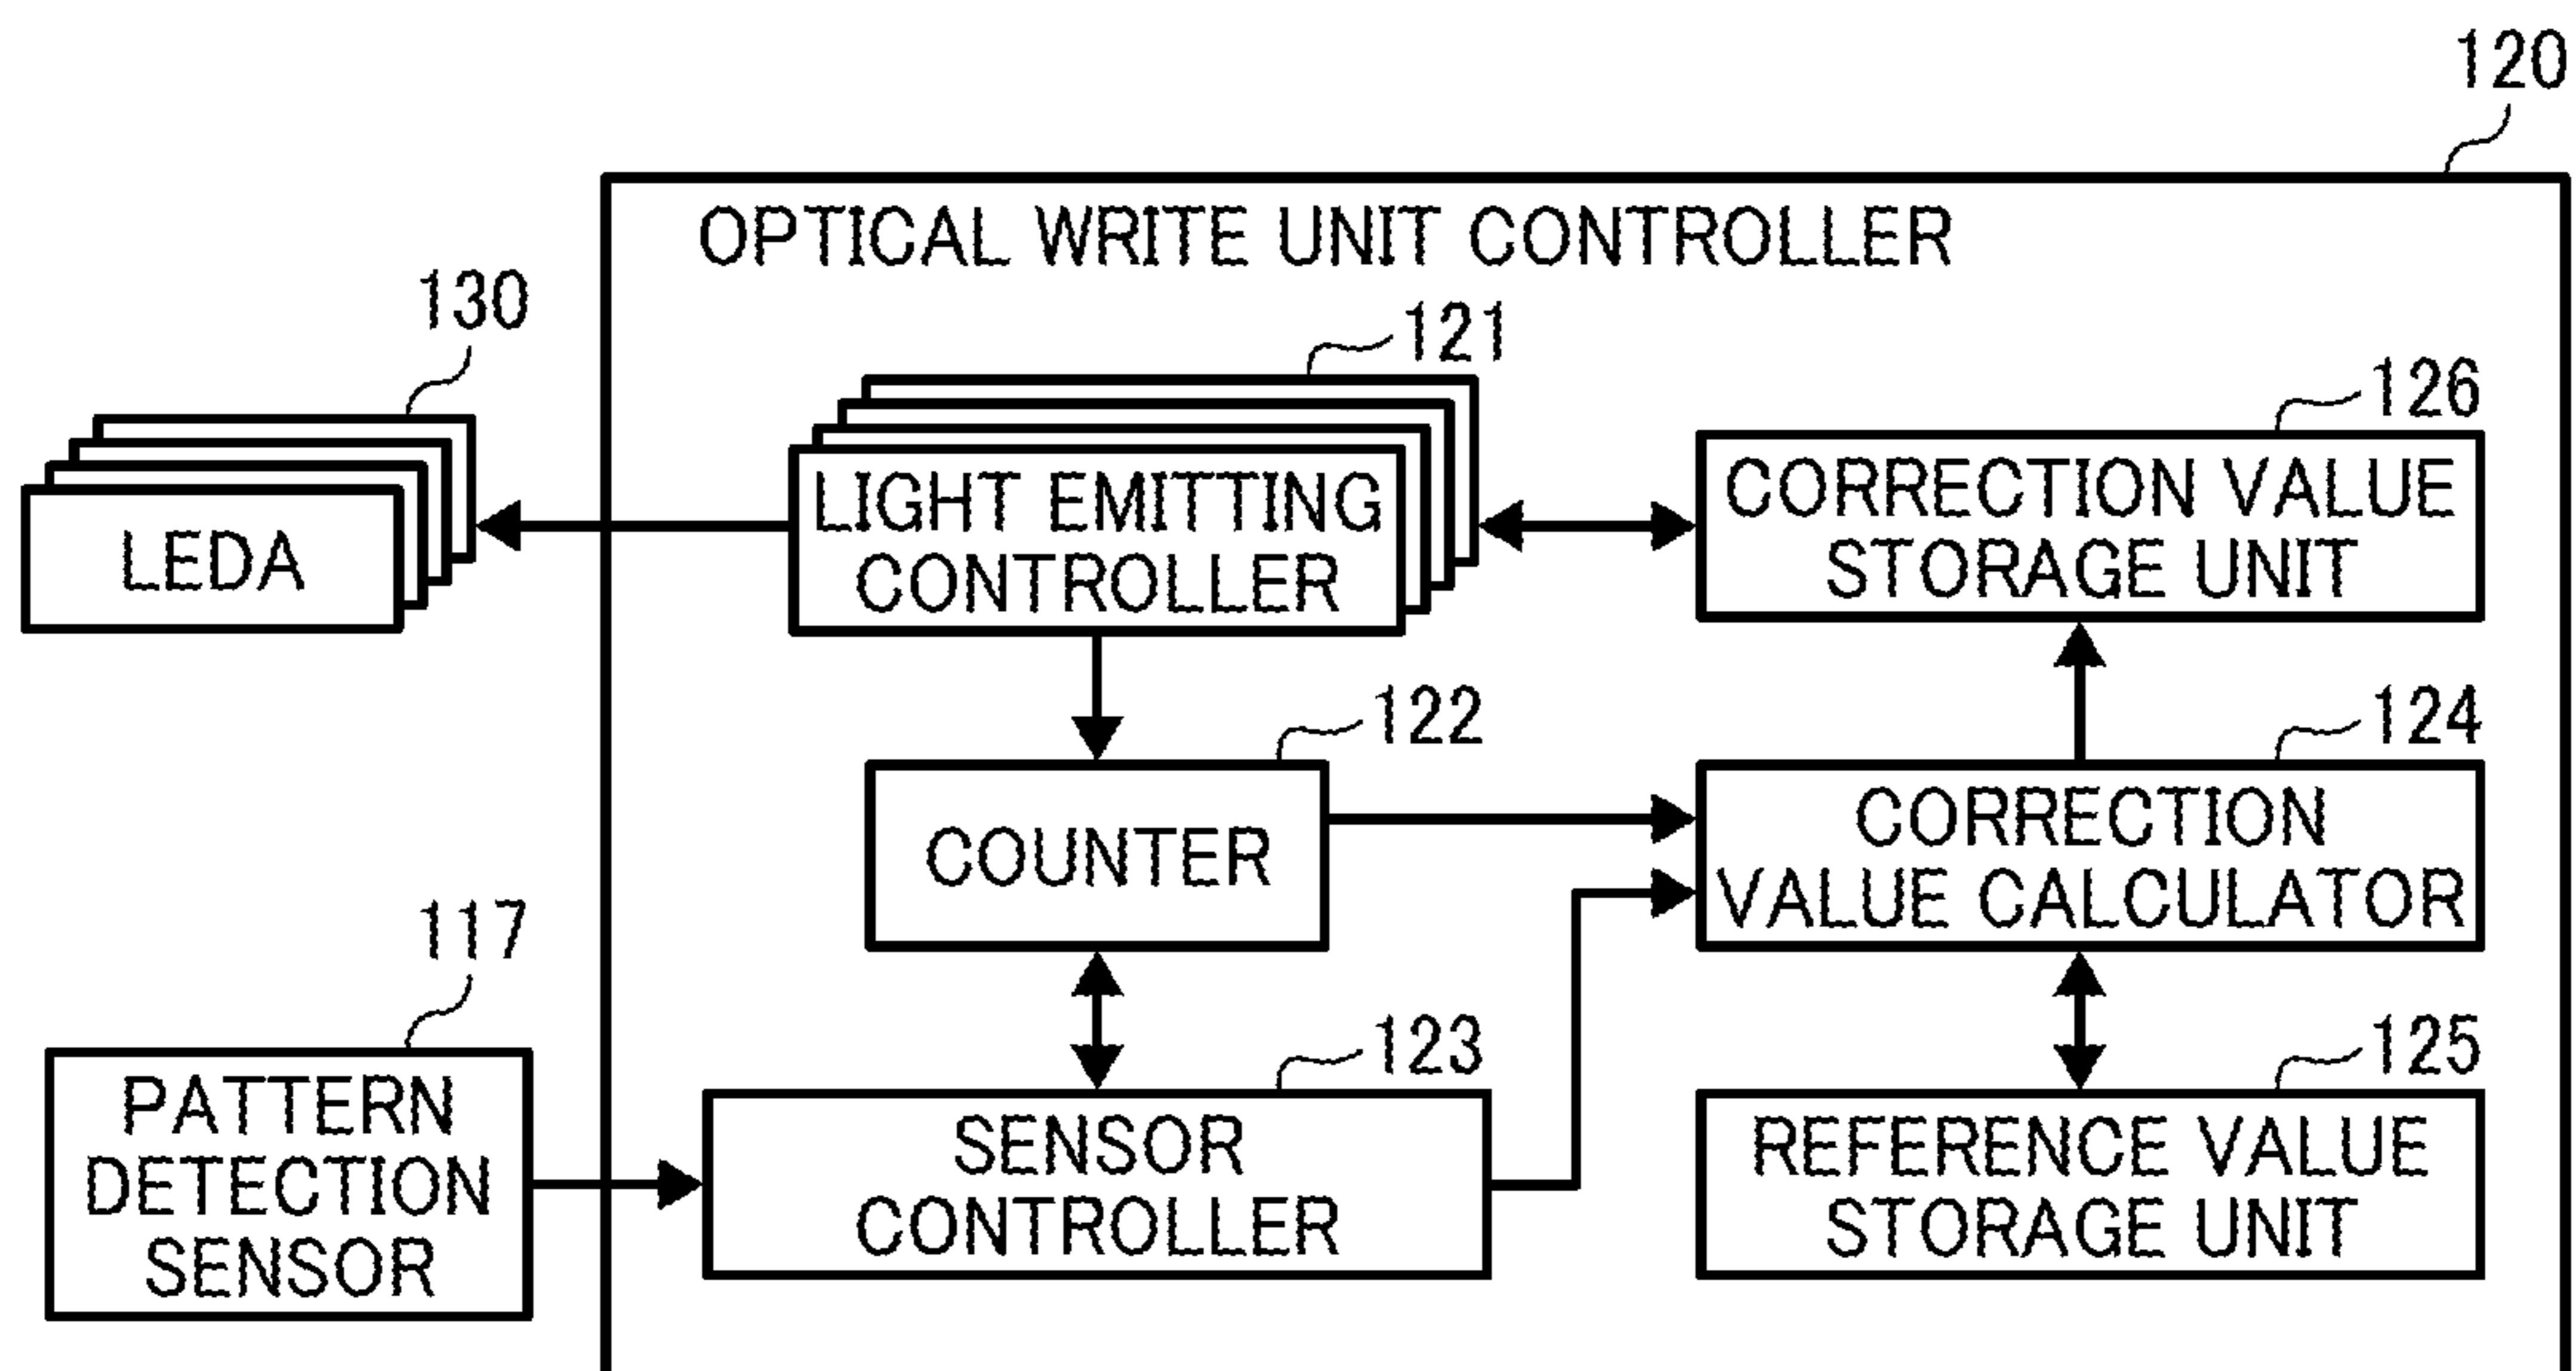 120
OPTICAL WRITE UNIT CONTROLLER
130
121
126
LEDA
LIGHT EMITTING
CONTROLLER
CORRECTION VALUE
STORAGE UNIT
122
124
COUNTER
CORRECTION
VALUE CALCULATOR
117
123
125
PATTERN
DETECTION
SENSOR
SENSOR
CONTROLLER
REFERENCE VALUE
STORAGE UNIT